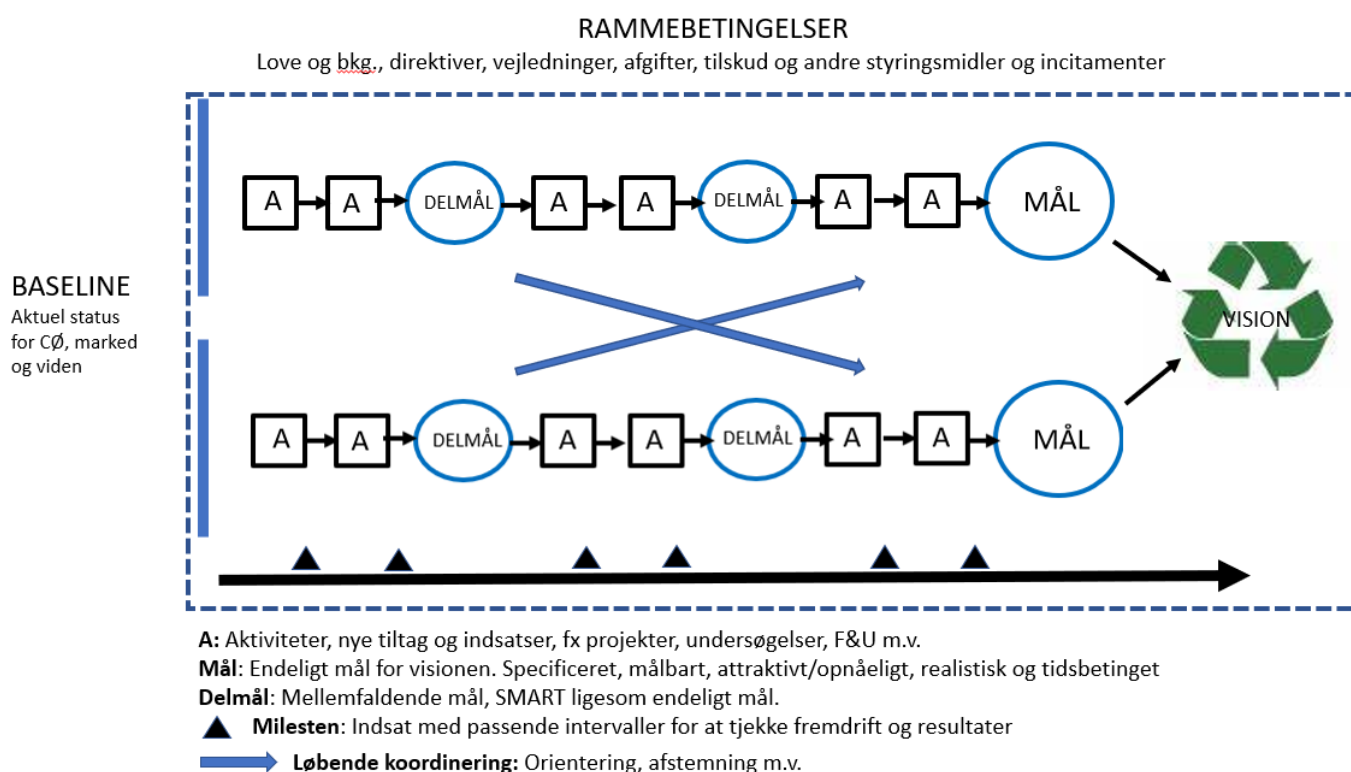 RAMMEBETINGELSER
Love og bkg., direktiver, vejledninger, afgifter, tilskud og andre styringsmidler og incitamenter
A A DELMÅL A A DELMÅL A A MÅL
BASELINE
Aktuel status
for CØ, marked
og viden
VISION
A A DELMÅL A A DELMÅL A A MÅL
A: Aktiviteter, nye tiltag og indsatser, fx projekter, undersøgelser, F&U m.v.
Mål: Endeligt mål for visionen. Specificeret, målbart, attraktivt/opnåeligt, realistisk og tidsbetinget
Delmål: Mellemfaldende mål, SMART ligesom endeligt mål.
Milesten: Indsat med passende intervaller for at tjekke fremdrift og resultater
Løbende koordinering: Orientering, afstemning m.v.